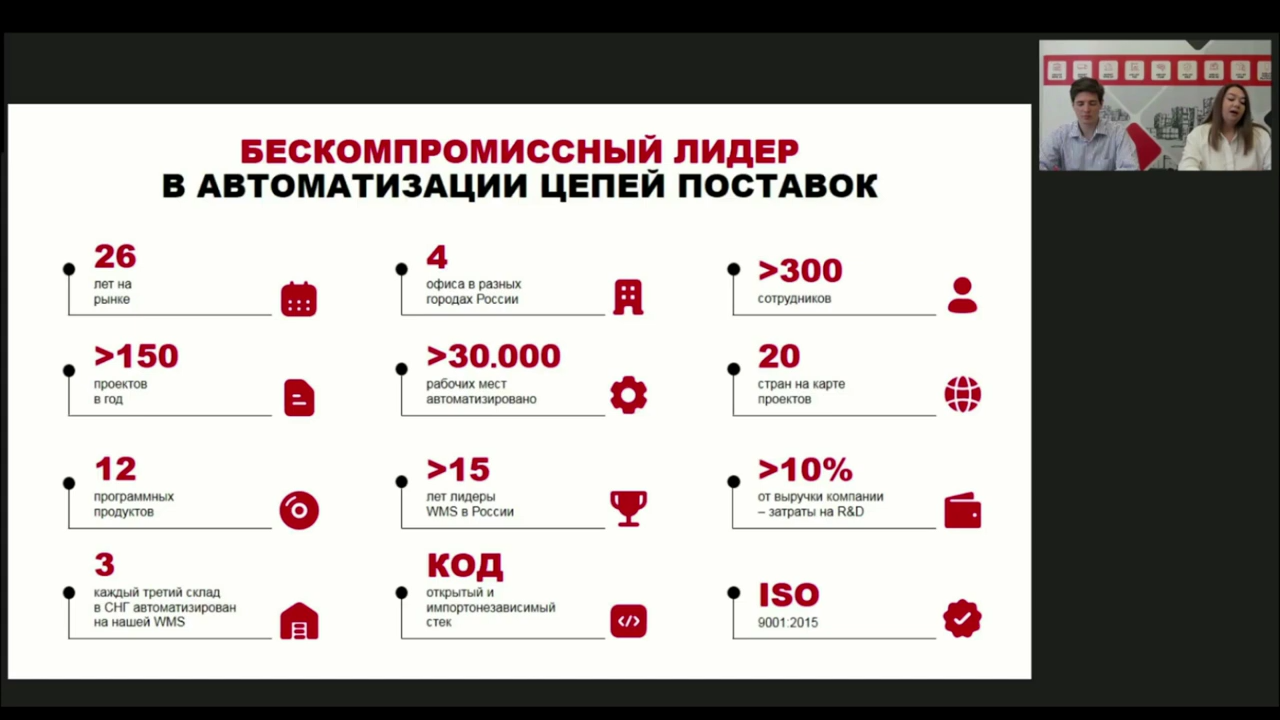 БЕСКОМПРОМИССНЫЙ ЛИДЕР
В АВТОМАТИЗАЦИИ ЦЕПЕЙ ПОСТАВОК
26
лет на
рынке
4
офиса в разных
городах России
>300
сотрудников
>150
проектов
в год
>30.000
рабочих мест
автоматизировано
20
стран на карте
проектов
12
программных
продуктов
>15
лет лидеры
WMS в России
>10%
от выручки компании
– затраты на R&D
3
каждый третий склад
в СНГ автоматизирован
на нашей WMS
КОД
открытый и
импортонезависимый
стек
ISO
9001:2015